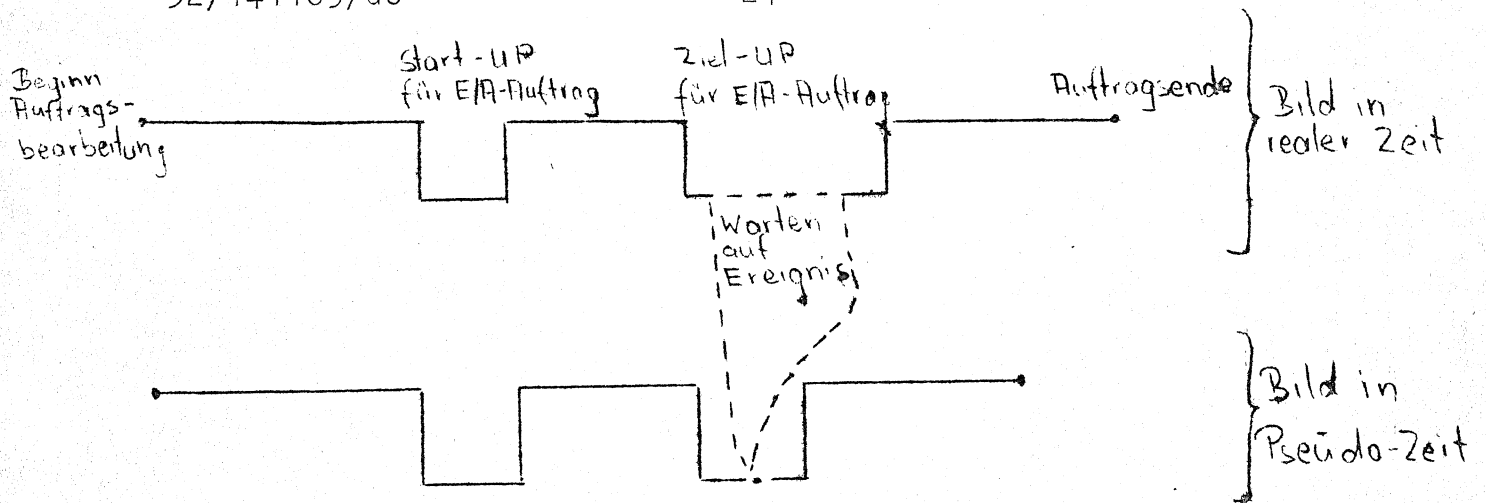 Start-UP
für E/A-Auftrag
Ziel-UP
für E/A-Auftrag
Beginn
Auftrags-
bearbeitung
Auftragsende
Bild in
realer Zeit
Warten
auf
Ereignis
Bild in
Pseudo-Zeit